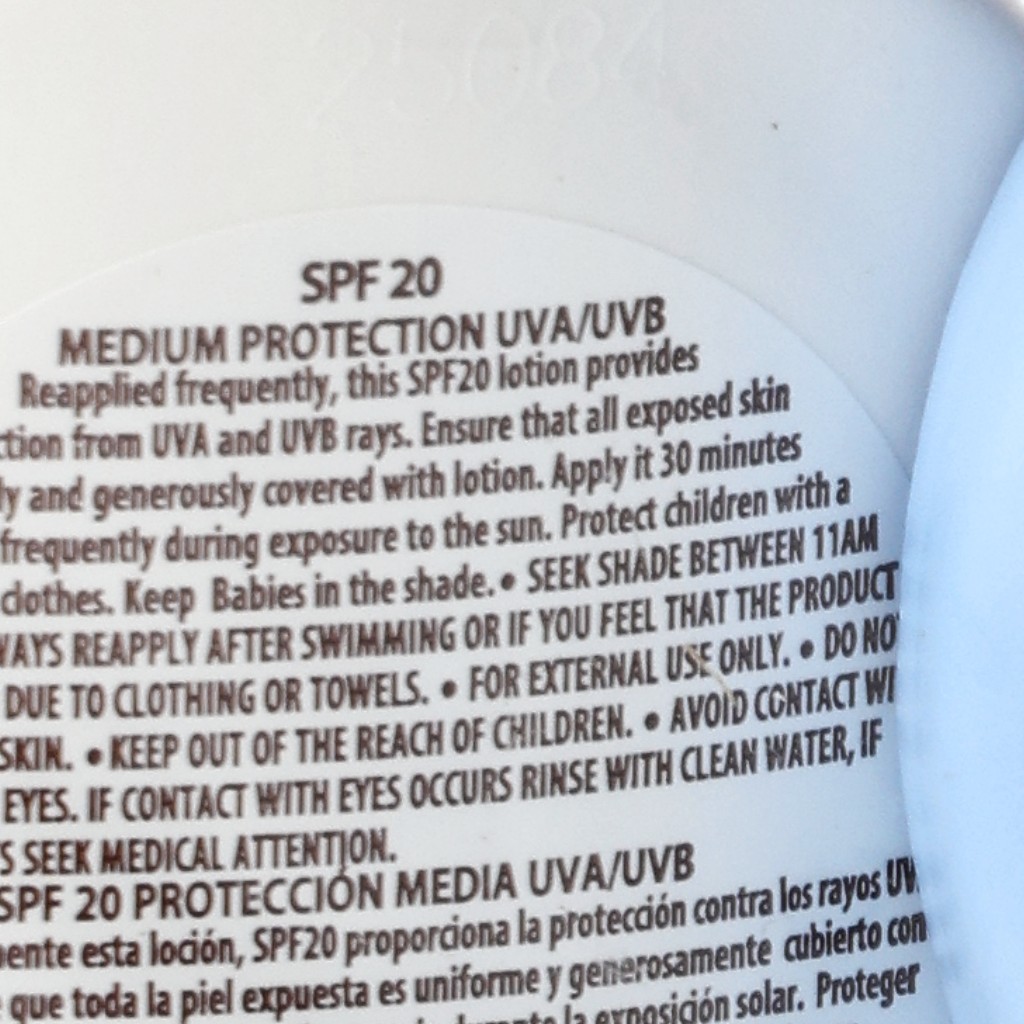 25084
SPF 20
MEDIUM PROTECTION UVA/UVB
Reapplied frequently, this SPF20 lotion provides
ction from UVA and UVB rays. Ensure that all exposed skin
ly and generously covered with lotion. Apply it 30 minutes
frequently during exposure to the sun. Protect children with a
clothes. Keep Babies in the shade. • SEEK SHADE BETWEEN 11AM
WAYS REAPPLY AFTER SWIMMING OR IF YOU FEEL THAT THE PRODUCT
DUE TO CLOTHING OR TOWELS. • FOR EXTERNAL USE ONLY. • DO NO
SKIN. • KEEP OUT OF THE REACH OF CHILDREN. • AVOID CONTACT WI
EYES. IF CONTACT WITH EYES OCCURS RINSE WITH CLEAN WATER, IF
S SEEK MEDICAL ATTENTION.
SPF 20 PROTECCIÓN MEDIA UVA/UVB
ente esta loción, SPF20 proporciona la protección contra los rayos UV
que toda la piel expuesta es uniforme y generosamente cubierto con
la exposición solar. Proteger